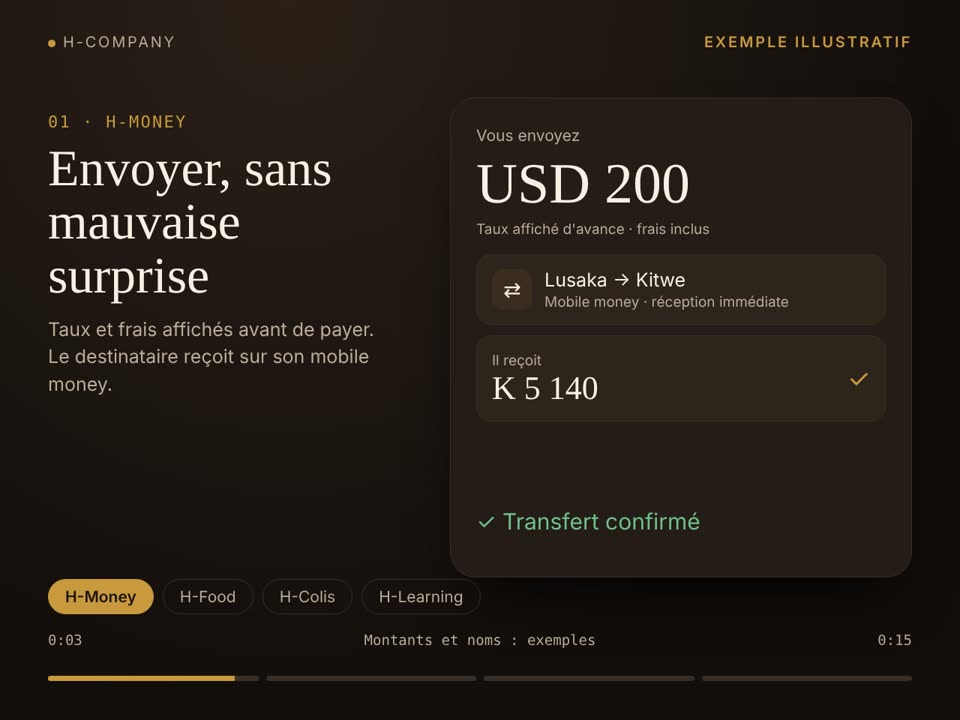 H-COMPANY
EXEMPLE ILLUSTRATIF
01 · H-MONEY
Envoyer, sans
mauvaise
surprise
Taux et frais affichés avant de payer.
Le destinataire reçoit sur son mobile
money.
Vous envoyez
USD 200
Taux affiché d'avance · frais inclus
Lusaka → Kitwe
Mobile money · réception immédiate
Il reçoit
K 5 140
✓ Transfert confirmé
H-Money
H-Food
H-Colis
H-Learning
0:03
Montants et noms : exemples
0:15